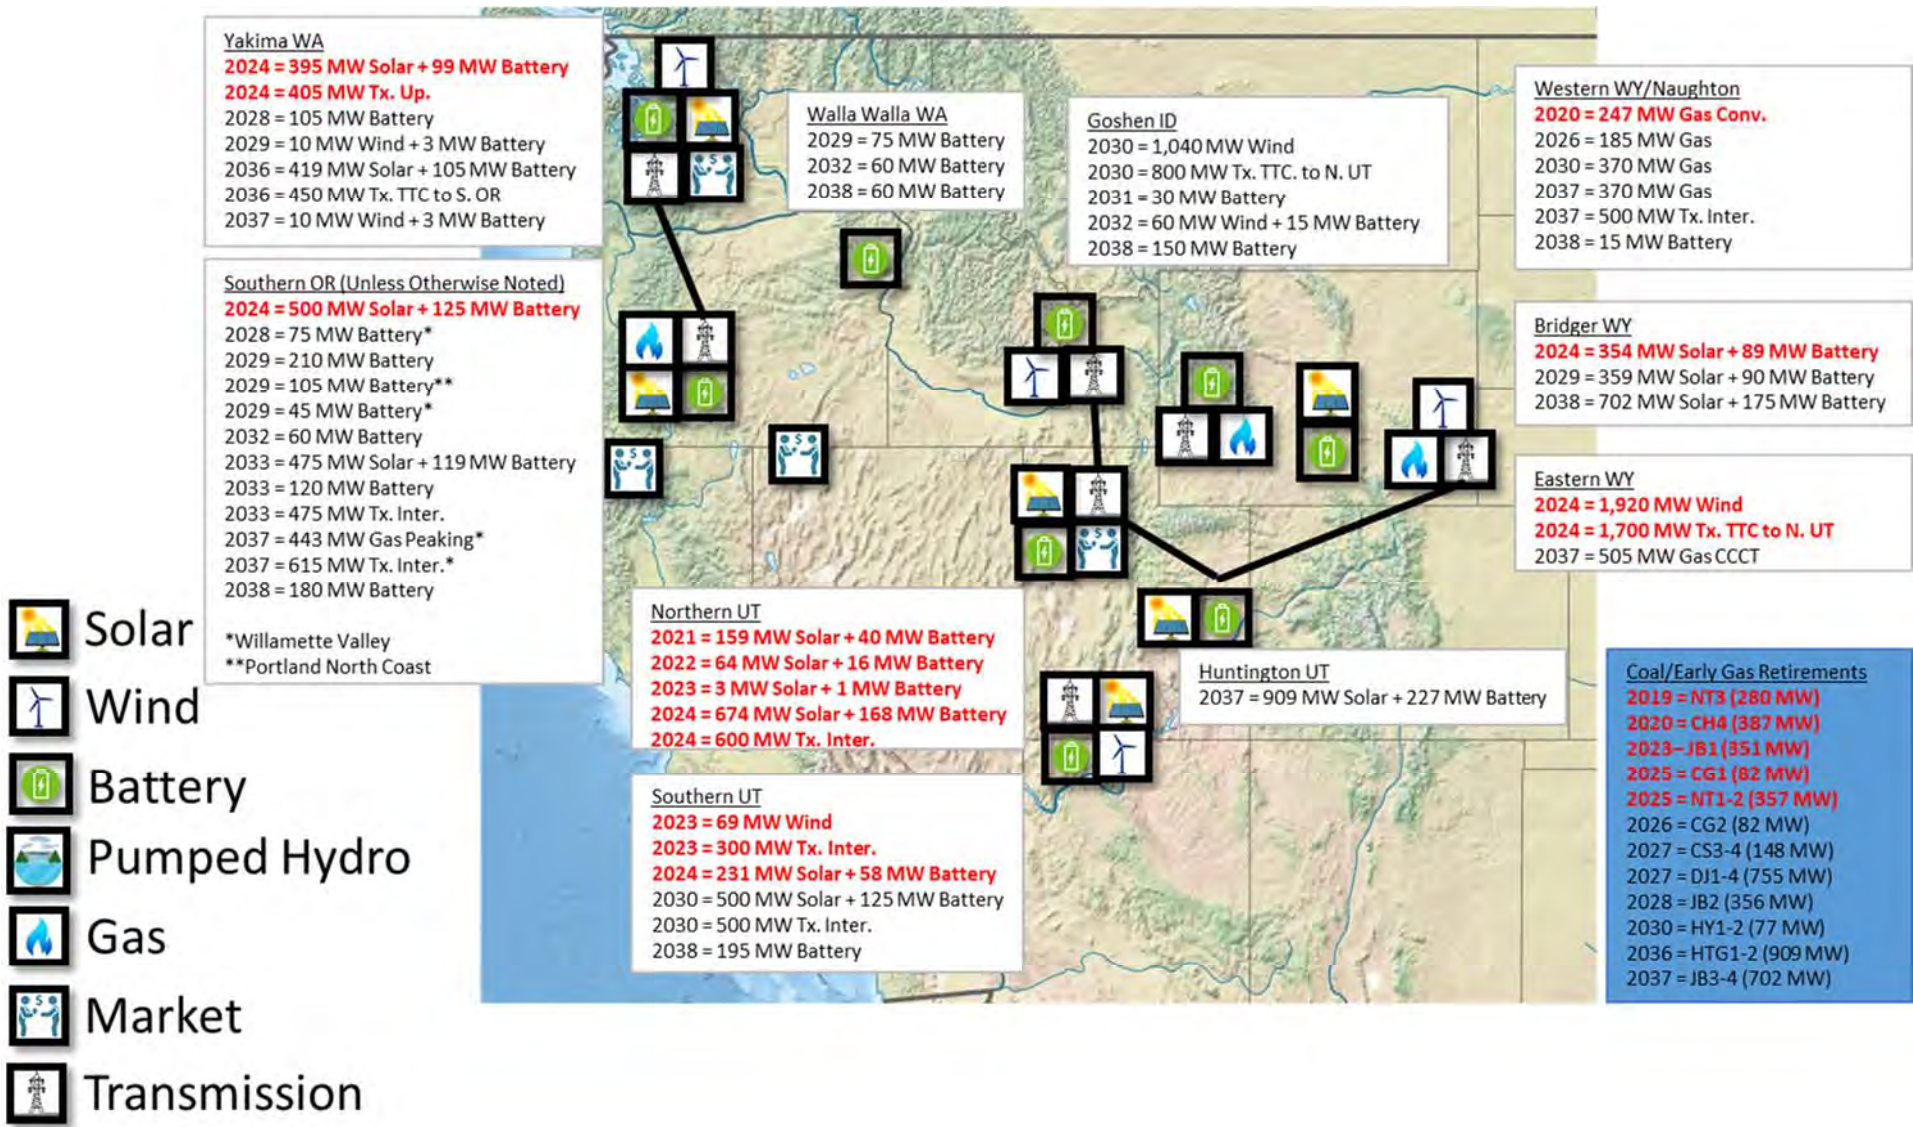 Yakima WA
2024 = 395 MW Solar + 99 MW Battery
2024 = 405 MW Tx. Up.
2028 = 105 MW Battery
2029 = 10 MW Wind + 3 MW Battery
2036 = 419 MW Solar + 105 MW Battery
2036 = 450 MW Tx. TTC to S. OR
2037 = 10 MW Wind + 3 MW Battery
Southern OR (Unless Otherwise Noted)
2024 = 500 MW Solar + 125 MW Battery
2028 = 75 MW Battery*
2029 = 210 MW Battery
2029 = 105 MW Battery**
2029 = 45 MW Battery*
2032 = 60 MW Battery
2033 = 475 MW Solar + 119 MW Battery
2033 = 120 MW Battery
2033 = 475 MW Tx. Inter.
2037 = 443 MW Gas Peaking*
2037 = 615 MW Tx. Inter.*
2038 = 180 MW Battery
*Willamette Valley
**Portland North Coast
Walla Walla WA
2029 = 75 MW Battery
2032 = 60 MW Battery
2038 = 60 MW Battery
Goshen ID
2030 = 1,040 MW Wind
2030 = 800 MW Tx. TTC. to N. UT
2031 = 30 MW Battery
2032 = 60 MW Wind + 15 MW Battery
2038 = 150 MW Battery
Western WY/Naughton
2020 = 247 MW Gas Conv.
2026 = 185 MW Gas
2030 = 370 MW Gas
2037 = 370 MW Gas
2037 = 500 MW Tx. Inter.
2038 = 15 MW Battery
Bridger WY
2024 = 354 MW Solar + 89 MW Battery
2029 = 359 MW Solar + 90 MW Battery
2038 = 702 MW Solar + 175 MW Battery
Eastern WY
2024 = 1,920 MW Wind
2024 = 1,700 MW Tx. TTC to N. UT
2037 = 505 MW Gas CCCT
Northern UT
2021 = 159 MW Solar + 40 MW Battery
2022 = 64 MW Solar + 16 MW Battery
2023 = 3 MW Solar + 1 MW Battery
2024 = 674 MW Solar + 168 MW Battery
2024 = 600 MW Tx. Inter.
Huntington UT
2037 = 909 MW Solar + 227 MW Battery
Southern UT
2023 = 69 MW Wind
2023 = 300 MW Tx. Inter.
2024 = 231 MW Solar + 58 MW Battery
2030 = 500 MW Solar + 125 MW Battery
2030 = 500 MW Tx. Inter.
2038 = 195 MW Battery
Coal/Early Gas Retirements
2019 = NT3 (280 MW)
2020 = CH4 (387 MW)
2023 – JB1 (351 MW)
2025 = CG1 (82 MW)
2025 = NT1-2 (357 MW)
2026 = CG2 (82 MW)
2027 = CS3-4 (148 MW)
2027 = DJ1-4 (755 MW)
2028 = JB2 (356 MW)
2030 = HY1-2 (77 MW)
2036 = HTG1-2 (909 MW)
2037 = JB3-4 (702 MW)
Solar
Wind
Battery
Pumped Hydro
Gas
Market
Transmission